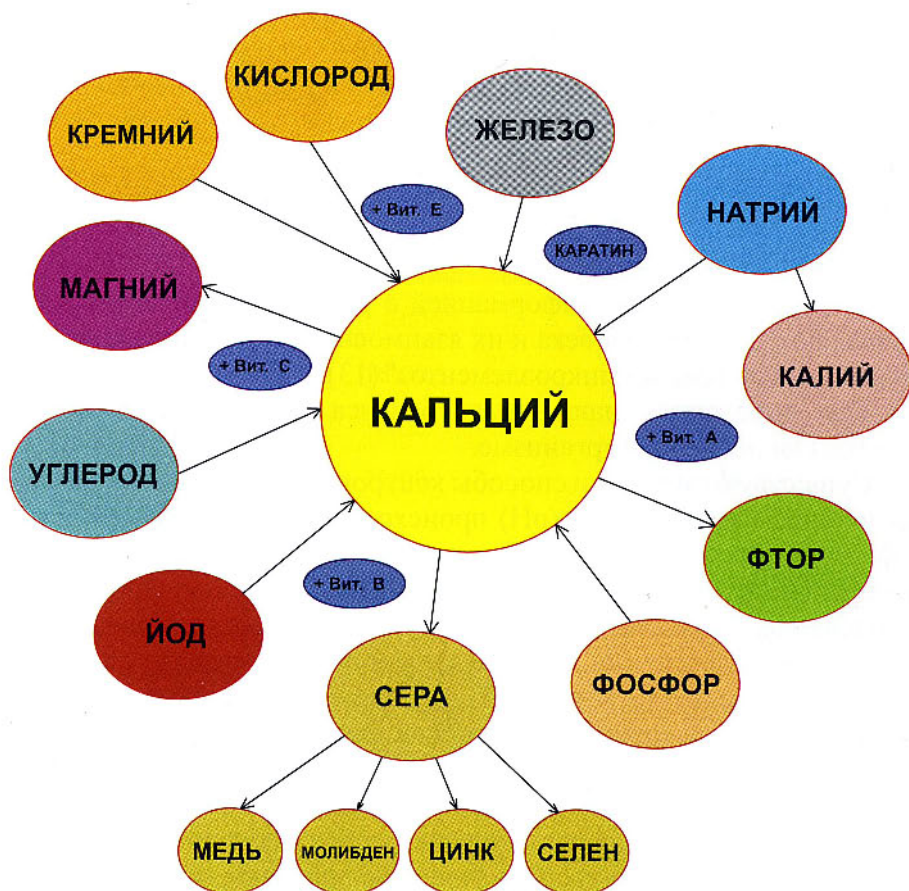 КИСЛОРОД
КРЕМНИЙ
ЖЕЛЕЗО
+ Вит. Е
НАТРИЙ
КАРАТИН
МАГНИЙ
+ Вит. С
КАЛИЙ
КАЛЬЦИЙ
+ Вит. А
УГЛЕРОД
ФТОР
+ Вит. В
ЙОД
ФОСФОР
СЕРА
МЕДЬ
МОЛИБДЕН
ЦИНК
СЕЛЕН